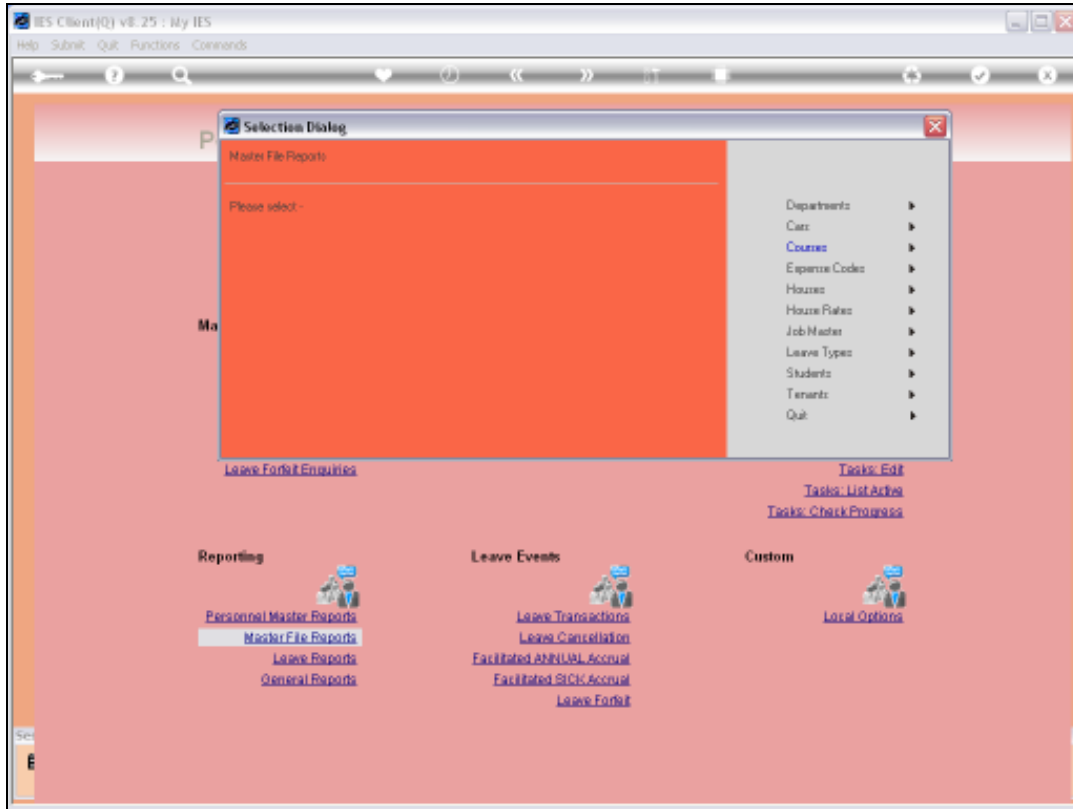 IES Client(Q) v8.25 : My IES
Help Submit Quit Functions Commands
P
Selection Dialog
Master File Reports
Please select -
Departments
Cars
Courses
Expense Codes
Houses
House Rates
Job Master
Leave Types
Students
Tenants
Quit
Ma
Leave Forfeit Enquiries
Tasks: Edit
Tasks: List Active
Tasks: Check Progress
Reporting
Leave Events
Custom
Personnel Master Reports
Leave Transactions
Local Options
Master File Reports
Leave Cancellation
Leave Reports
Facilitated ANNUAL Accrual
General Reports
Facilitated SICK Accrual
Leave Forfeit
Ser